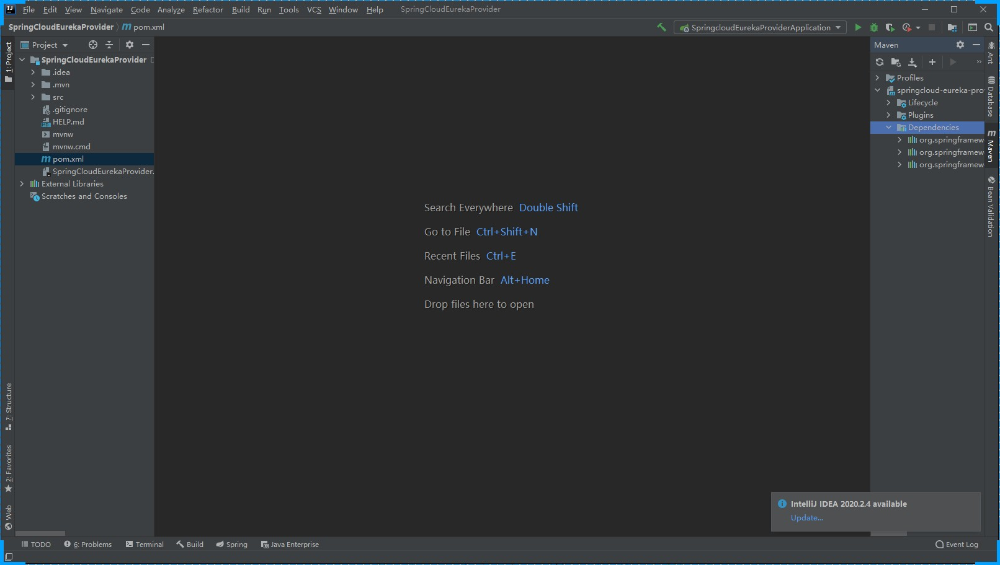 File Edit View Navigate Code Analyze Refactor Build Run Tools VCS Window Help SpringCloudEurekaProvider
SpringCloudEurekaProvider pom.xml SpringcloudEurekaProviderApplication
1: Project
Project
SpringCloudEurekaProvider
.idea
.mvn
src
.gitignore
HELP.md
mvnw
mvnw.cmd
pom.xml
SpringCloudEurekaProvider.
External Libraries
Scratches and Consoles
7: Structure
2: Favorites
Web
Search Everywhere Double Shift
Go to File Ctrl+Shift+N
Recent Files Ctrl+E
Navigation Bar Alt+Home
Drop files here to open
Maven
Profiles
springcloud-eureka-pro
Lifecycle
Plugins
Dependencies
org.springframew
org.springframew
org.springframew
Ant
Database
Maven
Bean Validation
IntelliJ IDEA 2020.2.4 available
Update...
TODO 6: Problems Terminal Build Spring Java Enterprise Event Log